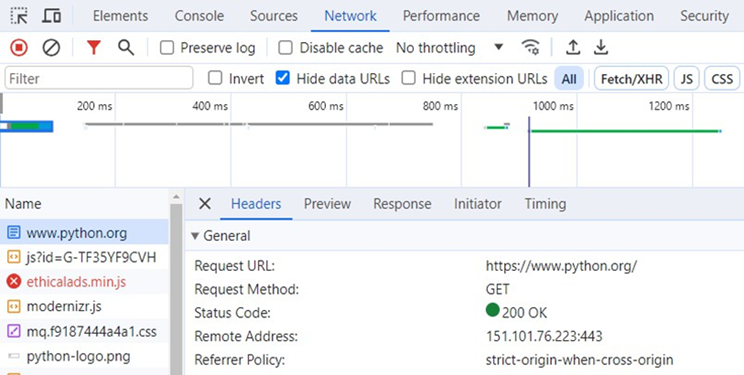 Elements Console Sources Network Performance Memory Application Security
Preserve log Disable cache No throttling
Filter Invert Hide data URLs Hide extension URLs All Fetch/XHR JS CSS
200 ms 400 ms 600 ms 800 ms 1000 ms 1200 ms
Name Headers Preview Response Initiator Timing
www.python.org General
js?id=G-TF35YF9CVH Request URL: https://www.python.org/
ethicalads.min.js Request Method: GET
modernizr.js Status Code: 200 OK
mq.f9187444a4a1.css Remote Address: 151.101.76.223:443
python-logo.png Referrer Policy: strict-origin-when-cross-origin